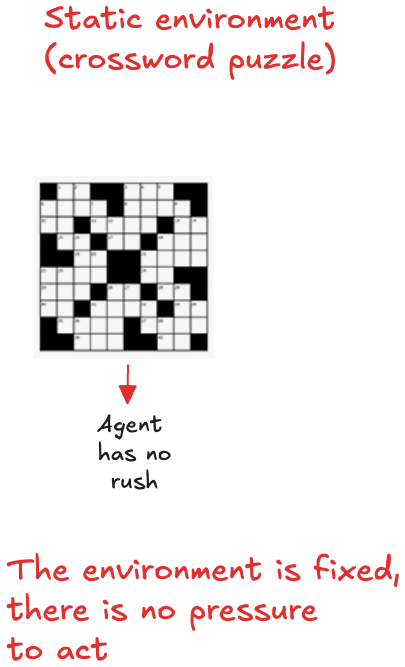 Static environment
(crossword puzzle)
Agent
has no
rush
The environment is fixed,
there is no pressure
to act